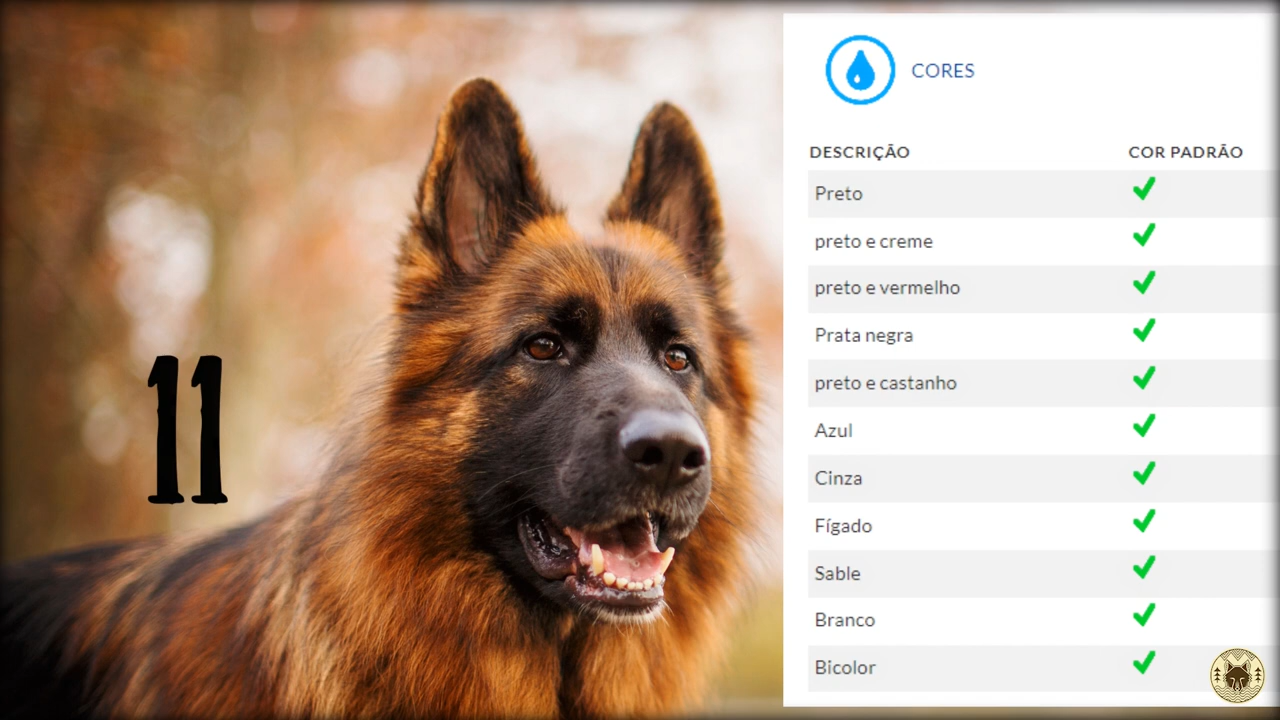 11
CORES
DESCRIÇÃO COR PADRÃO
Preto
preto e creme
preto e vermelho
Prata negra
preto e castanho
Azul
Cinza
Fígado
Sable
Branco
Bicolor